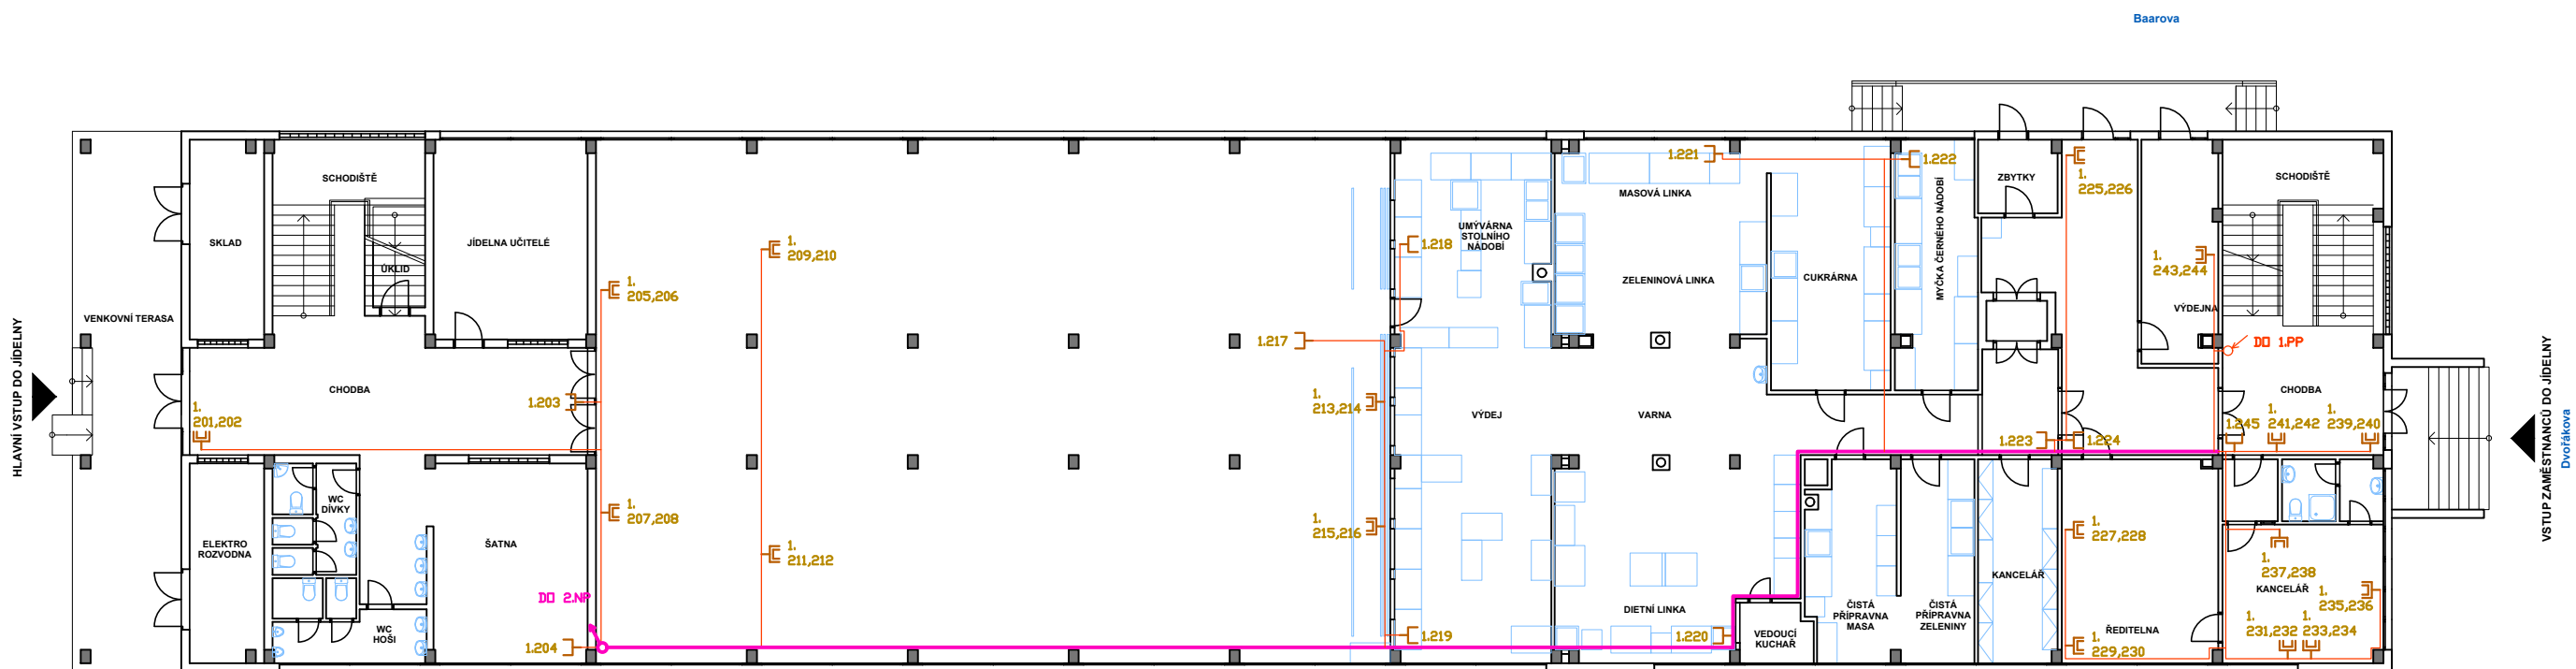 Baarova
SCHODIŠTĚ
SKLAD
JÍDELNA UČITELÉ
ÚKLID
VENKOVNÍ TERASA
HLAVNÍ VSTUP DO JÍDELNY
CHODBA
1.
201,202
1.203
1.
205,206
1.
209,210
1.
207,208
1.
211,212
ELEKTRO
ROZVODNA
WC
DÍVKY
WC
HOŠI
ŠATNA
DO 2.NP
1.204
1.217
1.
213,214
1.
215,216
1.218
1.219
UMÝVÁRNA
STOLNÍHO
NÁDOBÍ
VÝDEJ
1.221
MASOVÁ LINKA
ZELENINOVÁ LINKA
VARNA
DIETNÍ LINKA
1.220
VEDOUCÍ
KUCHAŘ
CUKRÁRNA
1.222
MYČKA ČERNÉHO NÁDOBÍ
ZBYTKY
1.
225,226
1.
243,244
VÝDEJNA
SCHODIŠTĚ
DO 1.PP
CHODBA
1.223
1.224
1.245
1.
241,242
1.
239,240
ČISTÁ
PŘÍPRAVNA
MASA
ČISTÁ
PŘÍPRAVNA
ZELENINY
KANCELÁŘ
1.
227,228
ŘEDITELNA
1.
229,230
1.
237,238
KANCELÁŘ
1.
235,236
1.
231,232
1.
233,234
VSTUP ZAMĚSTNANCŮ DO JÍDELNY
Dvořákova